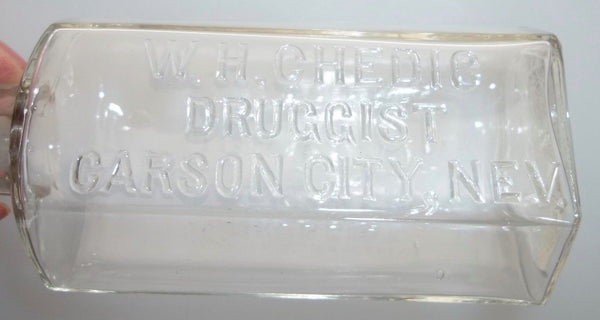 W. H. CHEDIC
DRUGGIST
CARSON CITY, NEV.